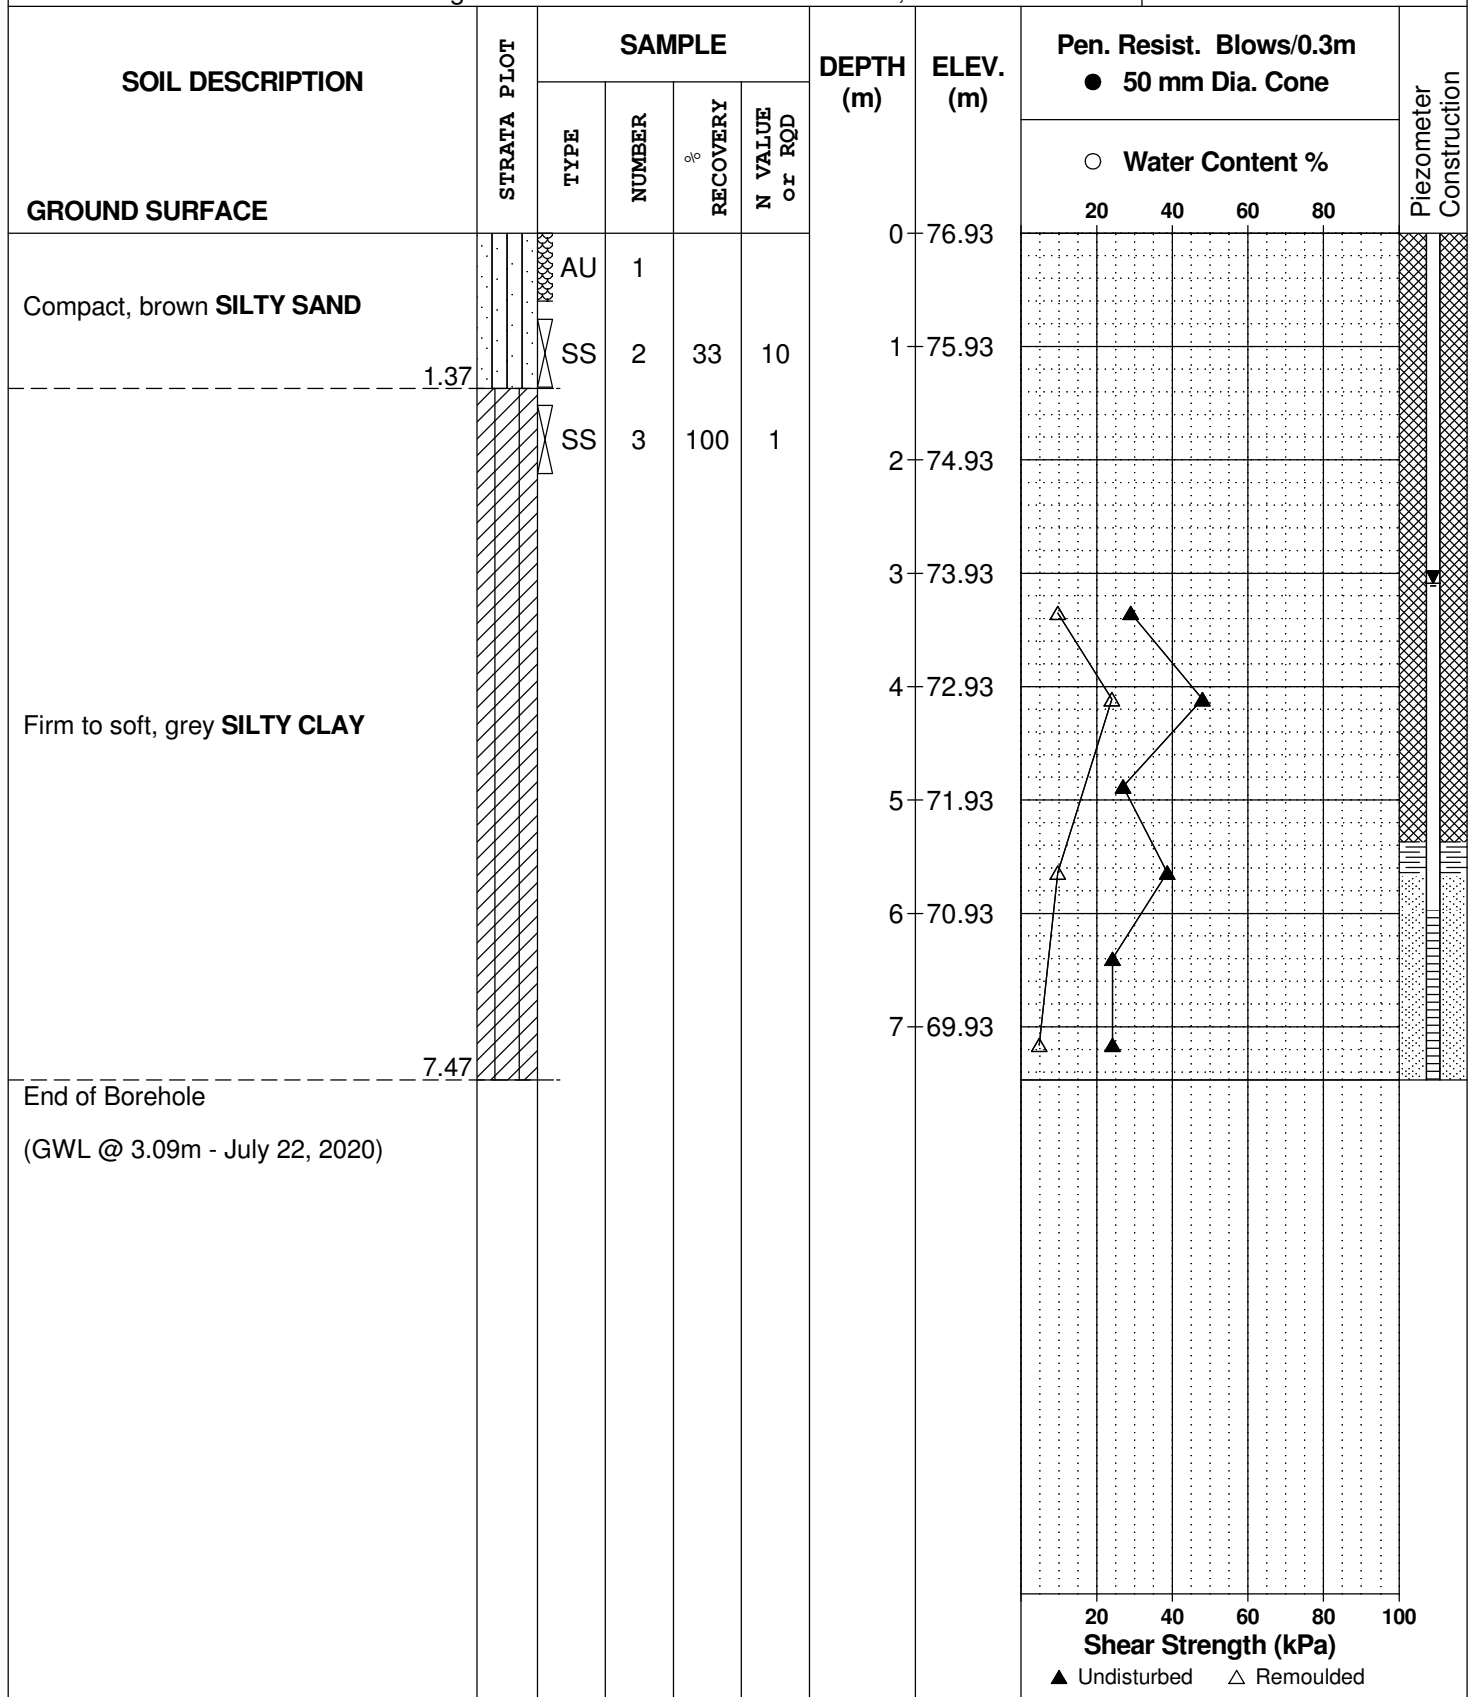 SOIL DESCRIPTION
GROUND SURFACE
STRATA PLOT
SAMPLE
TYPE
NUMBER
%
RECOVERY
N VALUE
or RQD
DEPTH
(m)
ELEV.
(m)
Pen. Resist. Blows/0.3m
● 50 mm Dia. Cone
○ Water Content %
20 40 60 80
Piezometer
Construction
0 76.93
AU 1
Compact, brown SILTY SAND
SS 2 33 10
1 75.93
1.37
SS 3 100 1
2 74.93
3 73.93
4 72.93
Firm to soft, grey SILTY CLAY
5 71.93
6 70.93
7 69.93
7.47
End of Borehole
(GWL @ 3.09m - July 22, 2020)
20 40 60 80 100
Shear Strength (kPa)
▲ Undisturbed △ Remoulded